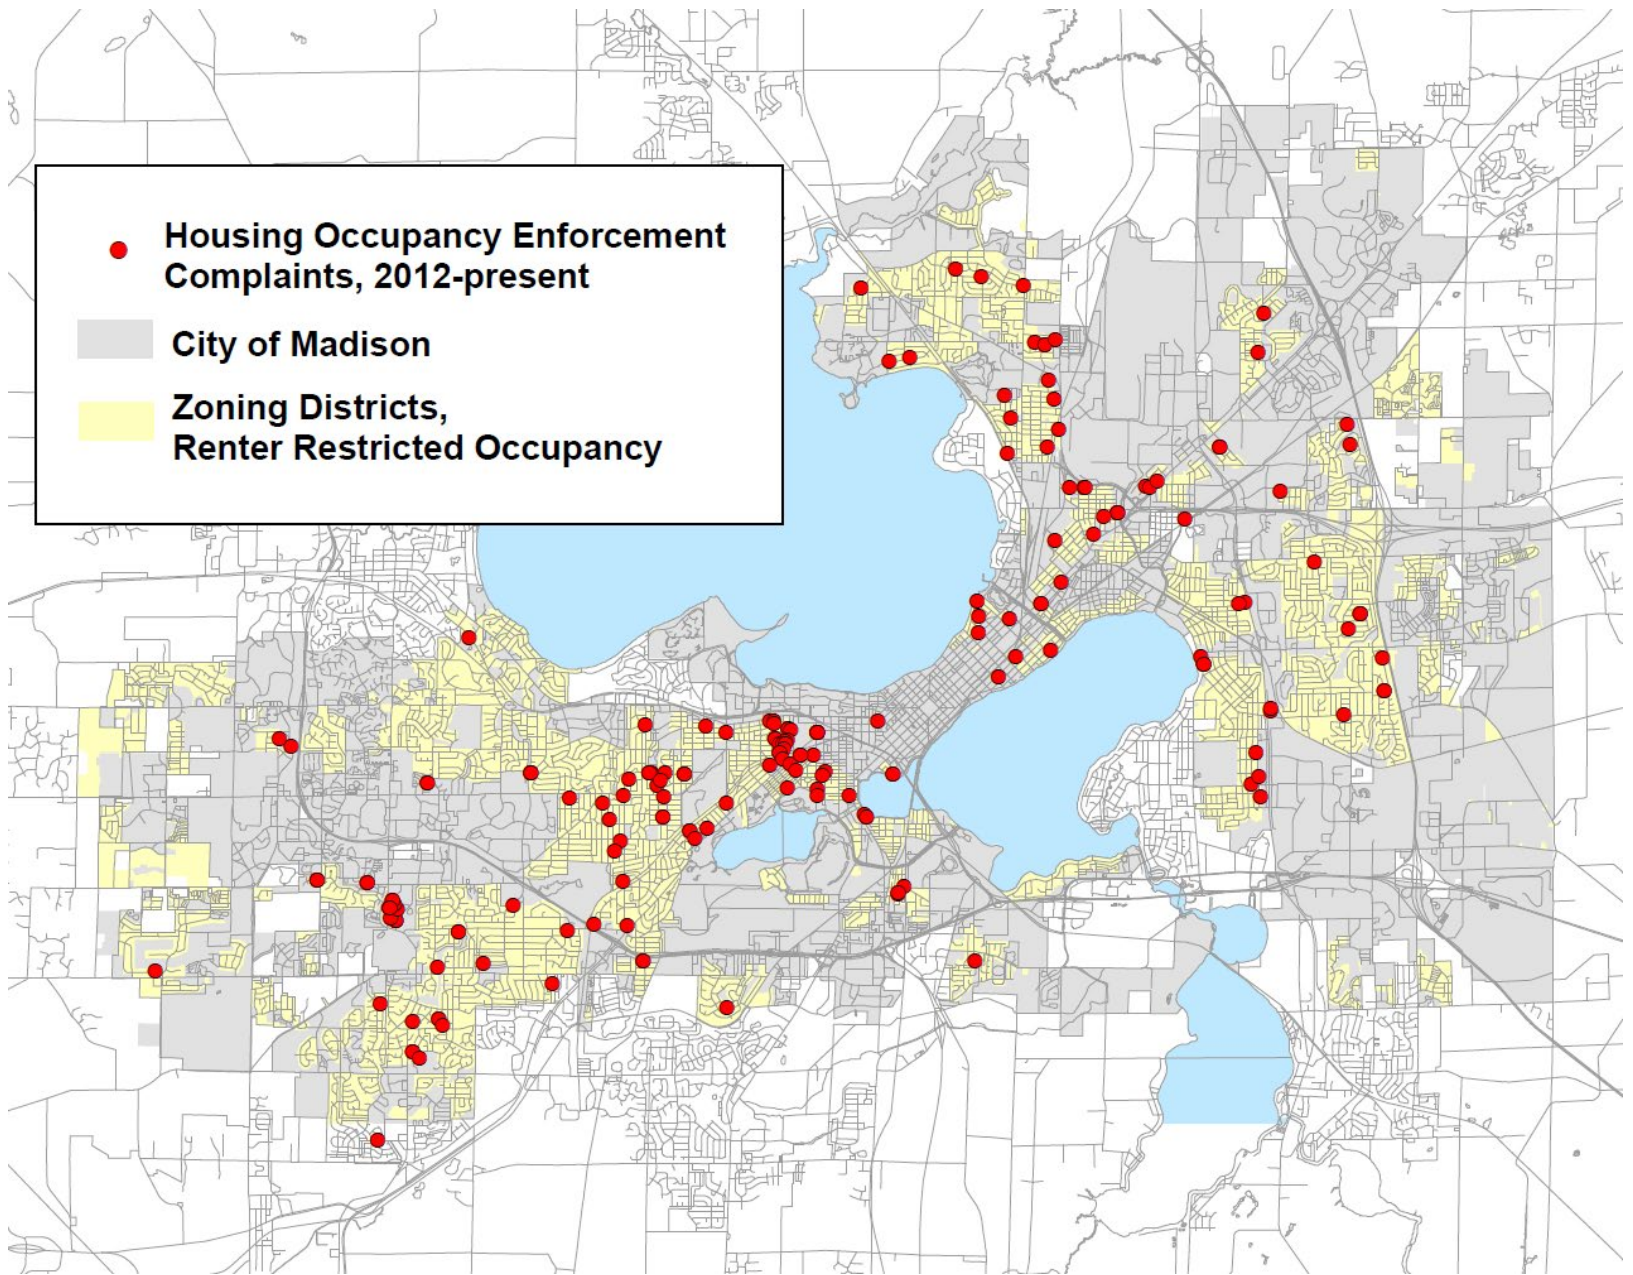 Housing Occupancy Enforcement
Complaints, 2012-present
City of Madison
Zoning Districts,
Renter Restricted Occupancy